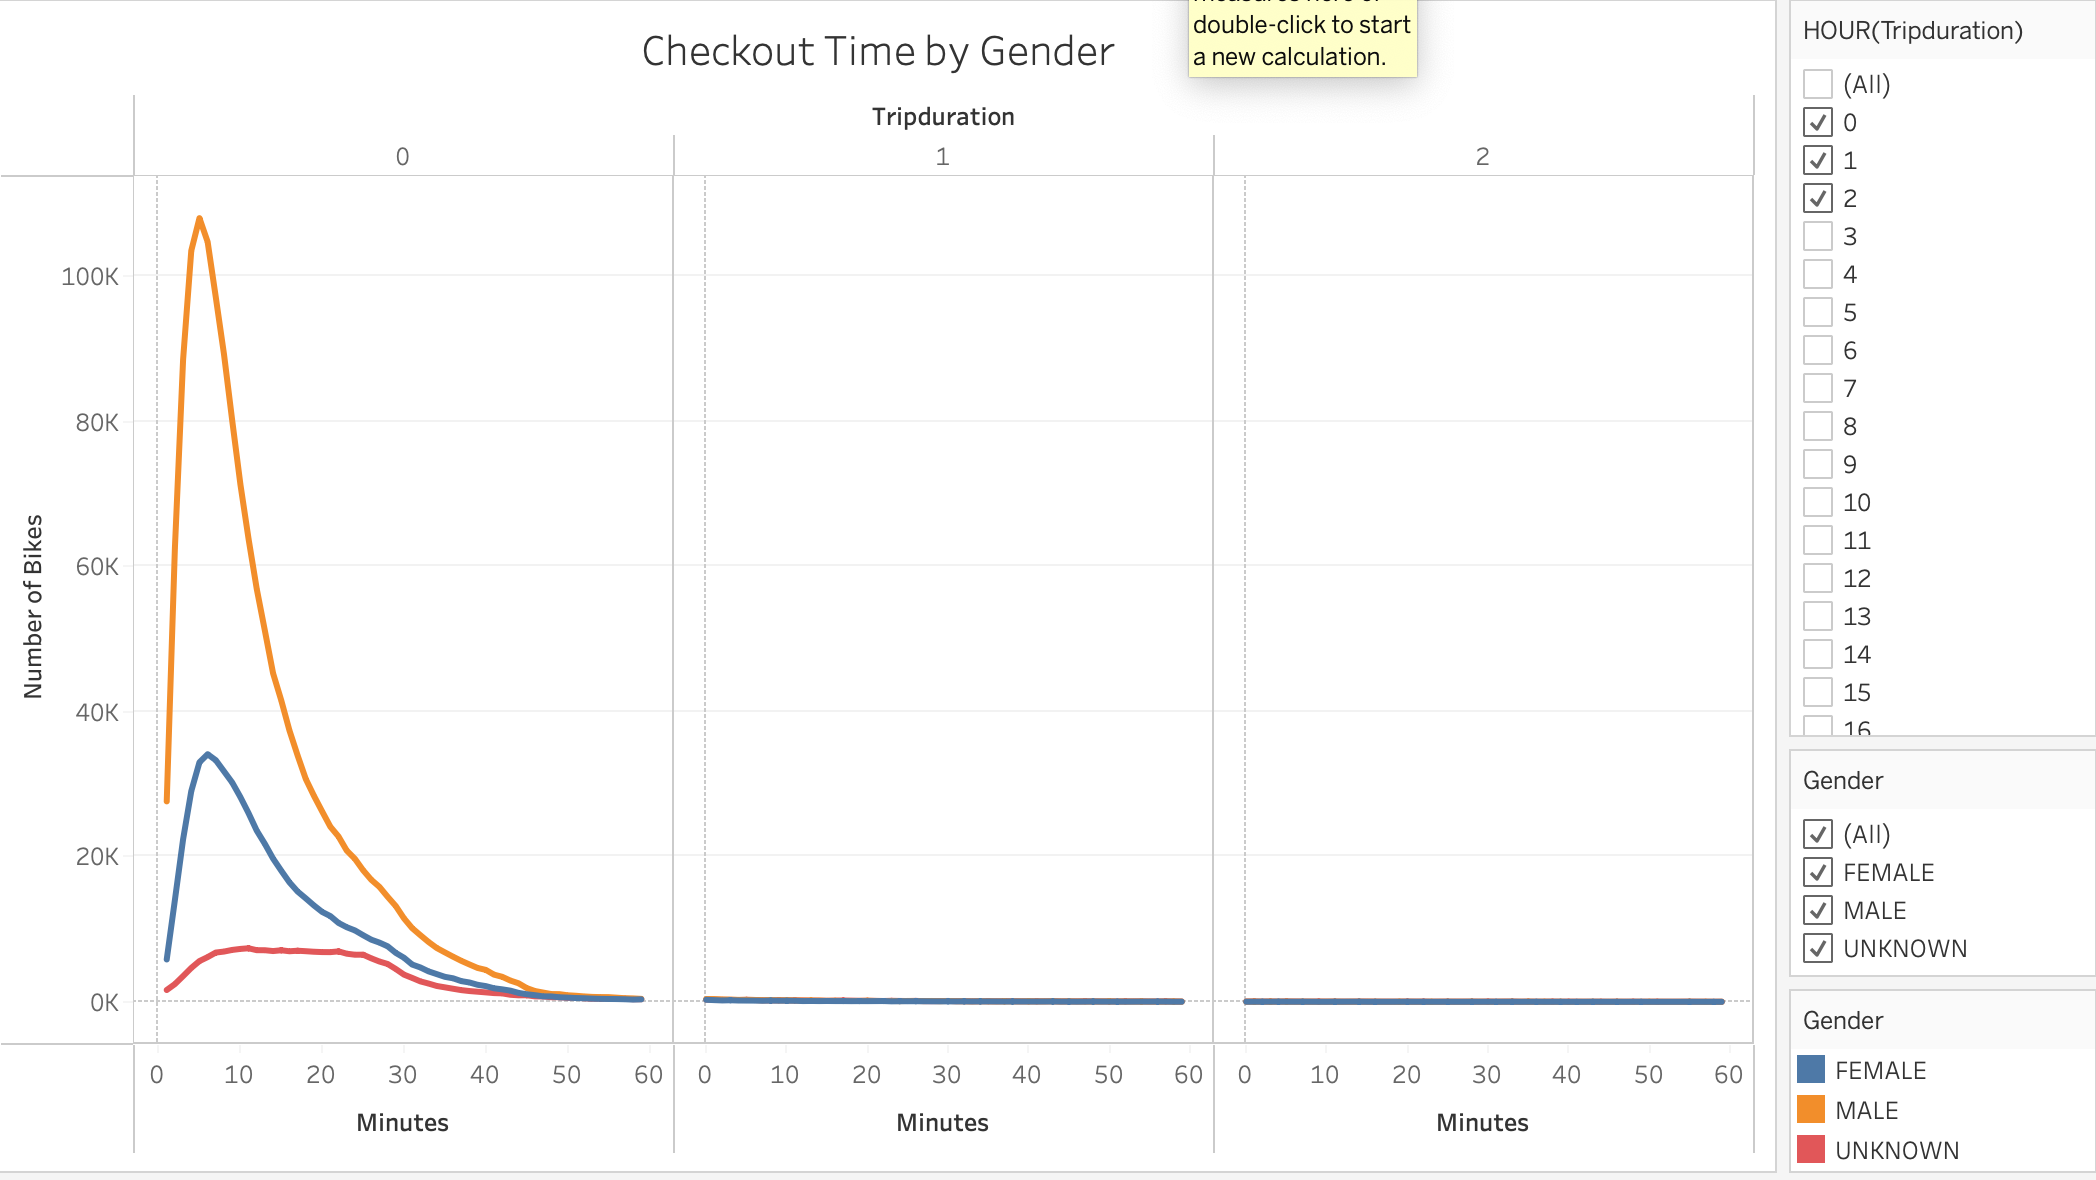 measures here or
double-click to start
a new calculation.
Checkout Time by Gender
Tripduration
0 1 2
100K
80K
60K
40K
20K
0K
Number of Bikes
0 10 20 30 40 50 60 0 10 20 30 40 50 60 0 10 20 30 40 50 60
Minutes Minutes Minutes
HOUR(Tripduration)
(All)
0
1
2
3
4
5
6
7
8
9
10
11
12
13
14
15
16
Gender
(All)
FEMALE
MALE
UNKNOWN
Gender
FEMALE
MALE
UNKNOWN